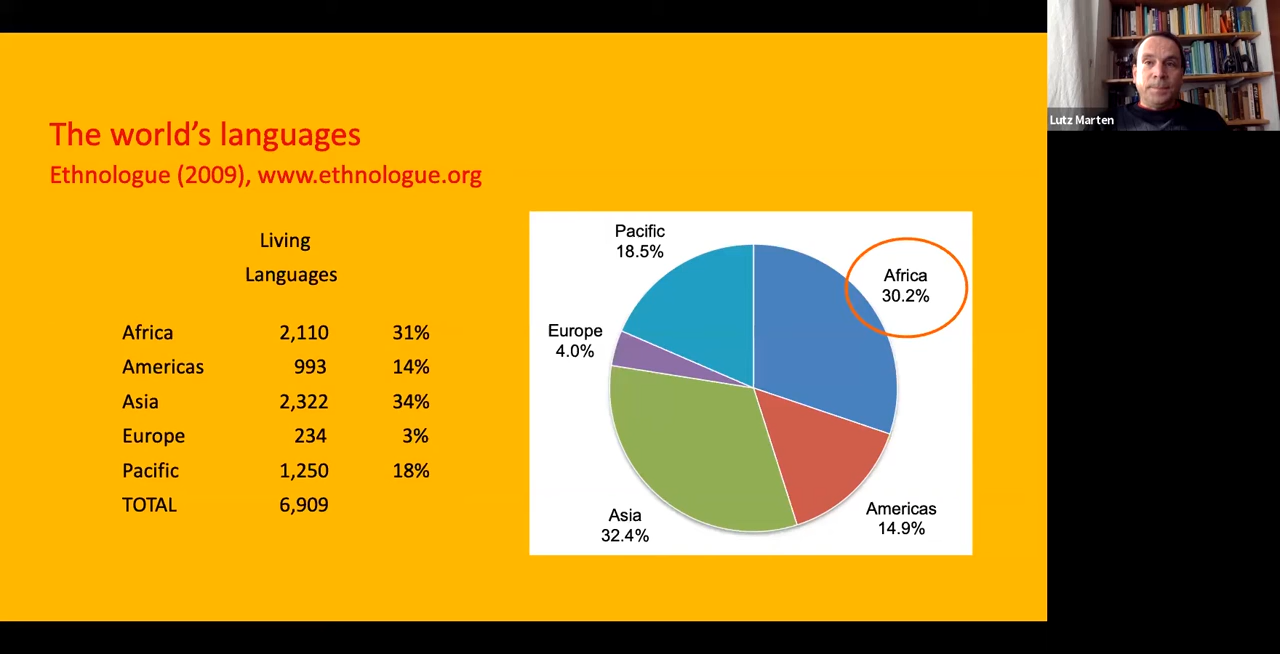 The world's languages
Ethnologue (2009), www.ethnologue.org
Living
Languages
Africa 2,110 31%
Americas 993 14%
Asia 2,322 34%
Europe 234 3%
Pacific 1,250 18%
TOTAL 6,909
Pacific
18.5%
Africa
30.2%
Europe
4.0%
Asia
32.4%
Americas
14.9%
Lutz Marten